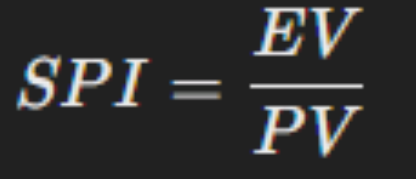 SPI = EV / PV